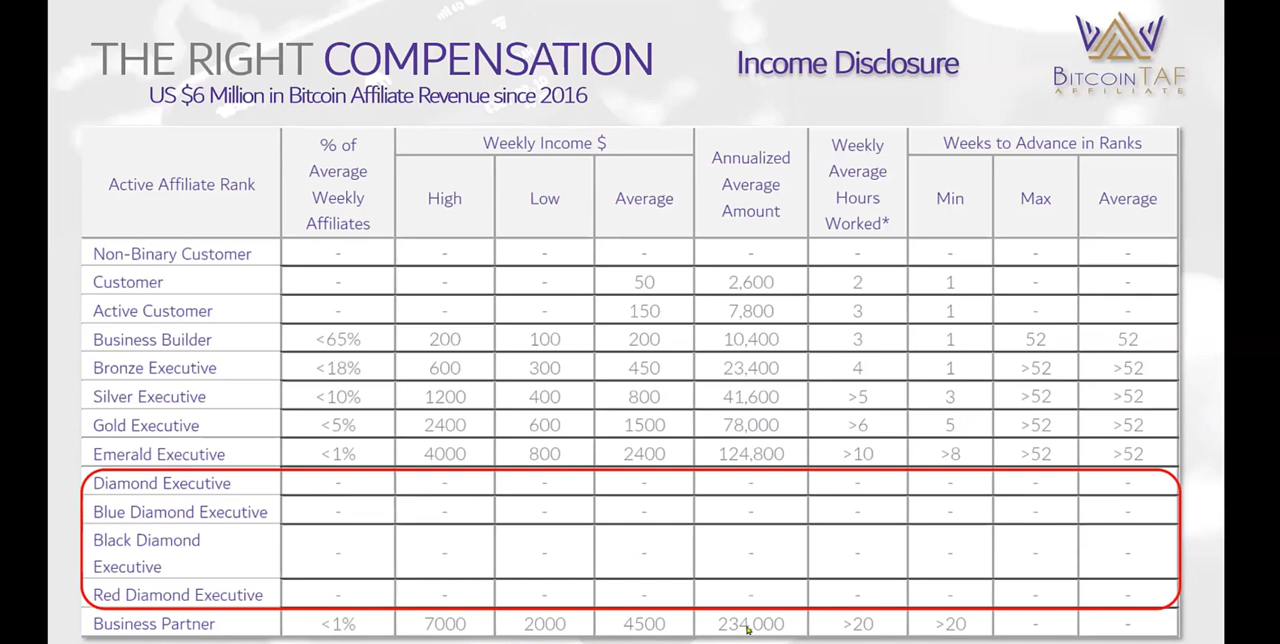 THE RIGHT COMPENSATION
Income Disclosure
BITCOINTAF
AFFILIATE
US $6 Million in Bitcoin Affiliate Revenue since 2016
Active Affiliate Rank
% of
Average
Weekly
Affiliates
Weekly Income $
High
Low
Average
Annualized
Average
Amount
Weekly
Average
Hours
Worked*
Weeks to Advance in Ranks
Min
Max
Average
Non-Binary Customer - - - - - - - - -
Customer - - - 50 2,600 2 1 - -
Active Customer - - - 150 7,800 3 1 - -
Business Builder <65% 200 100 200 10,400 3 1 52 52
Bronze Executive <18% 600 300 450 23,400 4 1 >52 >52
Silver Executive <10% 1200 400 800 41,600 >5 3 >52 >52
Gold Executive <5% 2400 600 1500 78,000 >6 5 >52 >52
Emerald Executive <1% 4000 800 2400 124,800 >10 >8 >52 >52
Diamond Executive - - - - - - - - -
Blue Diamond Executive - - - - - - - - -
Black Diamond
Executive - - - - - - - - -
Red Diamond Executive - - - - - - - - -
Business Partner <1% 7000 2000 4500 234,000 >20 >20 - -